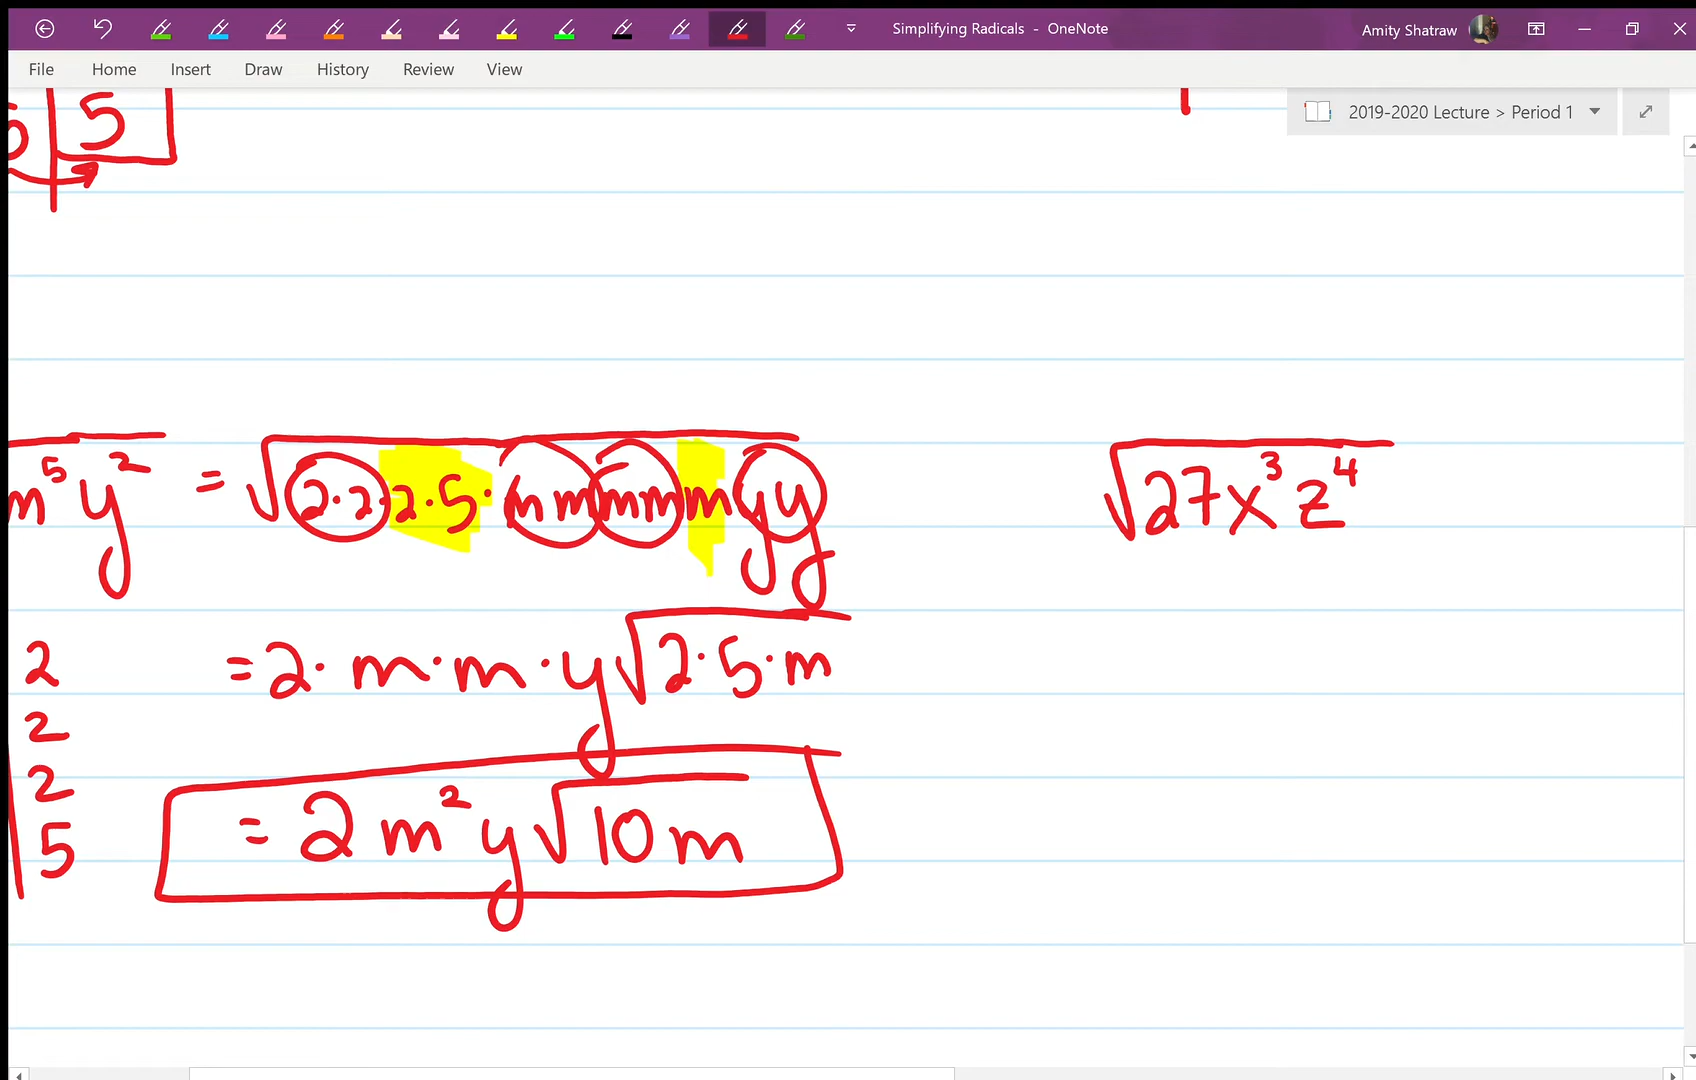 Simplifying Radicals - OneNote
Amity Shatraw
File Home Insert Draw History Review View
2019-2020 Lecture > Period 1
5
m⁵y² = √2·2·2·5·mmmmmyy
√27x³z⁴
2
= 2·m·m·y√2·5·m
2
2
= 2m²y√10m
5